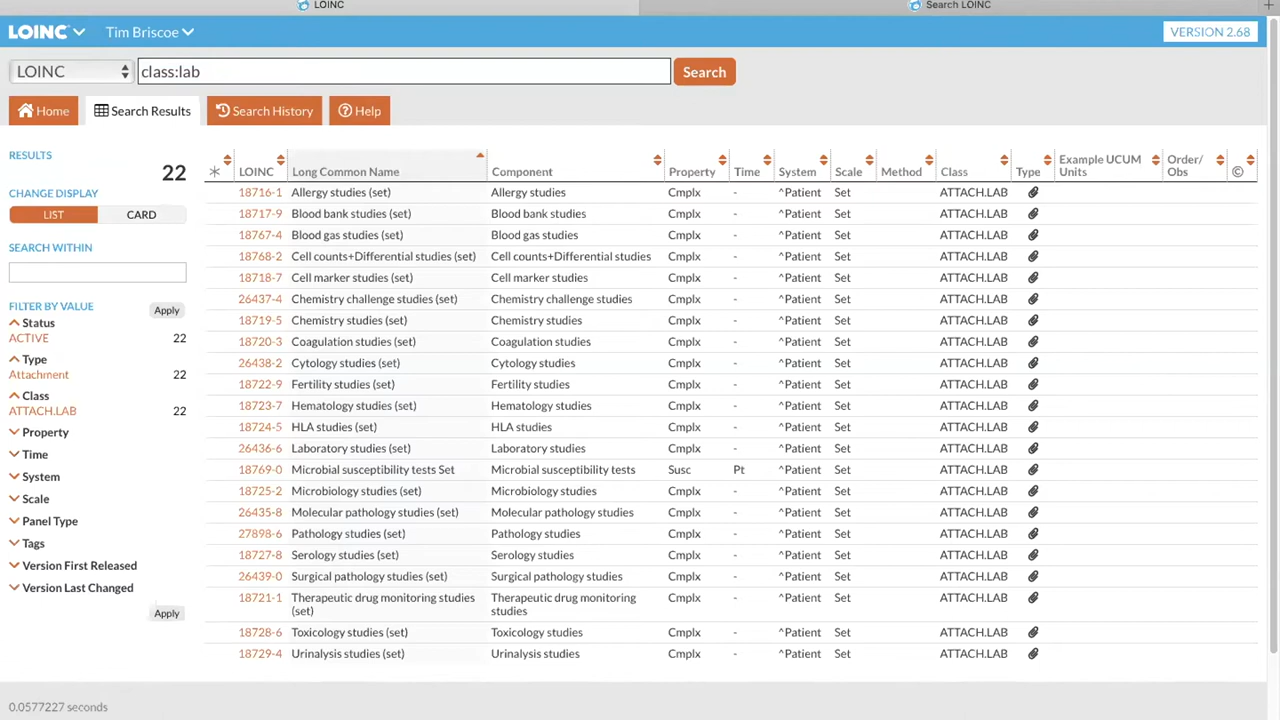 LOINC
Search LOINC
LOINC Tim Briscoe VERSION 2.68
LOINC class:lab Search
Home Search Results Search History Help
RESULTS
22
CHANGE DISPLAY
LIST CARD
SEARCH WITHIN
FILTER BY VALUE Apply
Status
ACTIVE 22
Type
Attachment 22
Class
ATTACH.LAB 22
Property
Time
System
Scale
Panel Type
Tags
Version First Released
Version Last Changed
Apply
* LOINC Long Common Name Component Property Time System Scale Method Class Type Example UCUM Units Order/Obs ©
18716-1 Allergy studies (set) Allergy studies Cmplx - ^Patient Set ATTACH.LAB
18717-9 Blood bank studies (set) Blood bank studies Cmplx - ^Patient Set ATTACH.LAB
18767-4 Blood gas studies (set) Blood gas studies Cmplx - ^Patient Set ATTACH.LAB
18768-2 Cell counts+Differential studies (set) Cell counts+Differential studies Cmplx - ^Patient Set ATTACH.LAB
18718-7 Cell marker studies (set) Cell marker studies Cmplx - ^Patient Set ATTACH.LAB
26437-4 Chemistry challenge studies (set) Chemistry challenge studies Cmplx - ^Patient Set ATTACH.LAB
18719-5 Chemistry studies (set) Chemistry studies Cmplx - ^Patient Set ATTACH.LAB
18720-3 Coagulation studies (set) Coagulation studies Cmplx - ^Patient Set ATTACH.LAB
26438-2 Cytology studies (set) Cytology studies Cmplx - ^Patient Set ATTACH.LAB
18722-9 Fertility studies (set) Fertility studies Cmplx - ^Patient Set ATTACH.LAB
18723-7 Hematology studies (set) Hematology studies Cmplx - ^Patient Set ATTACH.LAB
18724-5 HLA studies (set) HLA studies Cmplx - ^Patient Set ATTACH.LAB
26436-6 Laboratory studies (set) Laboratory studies Cmplx - ^Patient Set ATTACH.LAB
18769-0 Microbial susceptibility tests Set Microbial susceptibility tests Susc Pt ^Patient Set ATTACH.LAB
18725-2 Microbiology studies (set) Microbiology studies Cmplx - ^Patient Set ATTACH.LAB
26435-8 Molecular pathology studies (set) Molecular pathology studies Cmplx - ^Patient Set ATTACH.LAB
27898-6 Pathology studies (set) Pathology studies Cmplx - ^Patient Set ATTACH.LAB
18727-8 Serology studies (set) Serology studies Cmplx - ^Patient Set ATTACH.LAB
26439-0 Surgical pathology studies (set) Surgical pathology studies Cmplx - ^Patient Set ATTACH.LAB
18721-1 Therapeutic drug monitoring studies Therapeutic drug monitoring Cmplx - ^Patient Set ATTACH.LAB
(set) studies
18728-6 Toxicology studies (set) Toxicology studies Cmplx - ^Patient Set ATTACH.LAB
18729-4 Urinalysis studies (set) Urinalysis studies Cmplx - ^Patient Set ATTACH.LAB
0.0577227 seconds